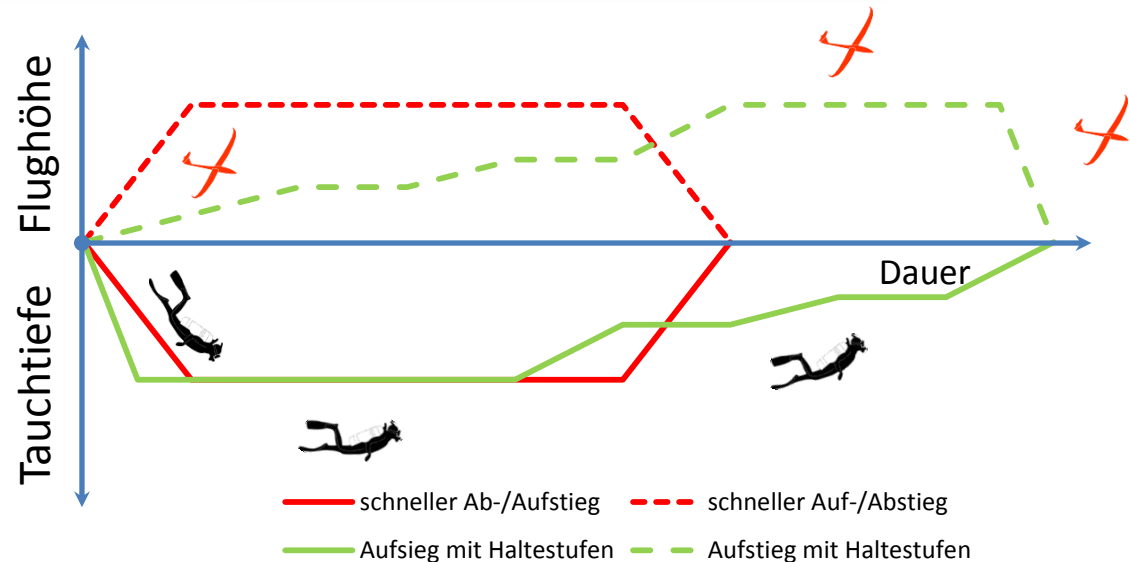 Flughöhe
Tauchtiefe
Dauer
schneller Ab-/Aufstieg
schneller Auf-/Abstieg
Aufsieg mit Haltestufen
Aufstieg mit Haltestufen